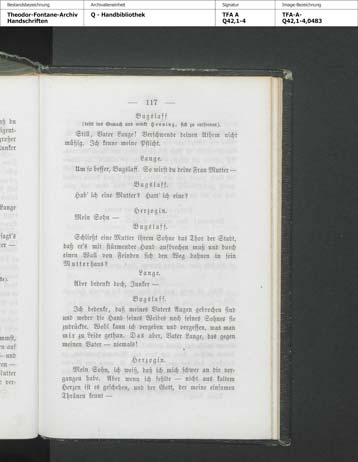 Bestandsbezeichnung
Archivalieneinheit
Signatur
Image-Bezeichnung
Theodor-Fontane-Archiv
Handschriften
Q - Handbibliothek
TFA A
Q42,1-4
TFA-A-
Q42,1-4,0483
— 117 —
Bugslaff
(tritt ins Gemach und winkt Henning, sich zu entfernen).
Still, Vater Lange! Verschwende deinen Athem nicht
müßig. Ich kenne meine Pflicht.
Lange.
Um so besser, Bugslaff. So wirst du deine Frau Mutter —
Bugslaff.
Hab' ich eine Mutter? Hatt' ich eine?
Herzogin.
Mein Sohn —
Bugslaff.
Schließt eine Mutter ihrem Sohne das Thor der Stadt,
daß er's mit stürmender Hand aufbrechen muß und durch
einen Wall von Feinden sich den Weg bahnen in sein
Mutterhaus?
Lange.
Aber bedenkt doch, Junker —
Bugslaff.
Ich bedenke, daß meines Vaters Augen gebrochen sind
und weder die Hand seines Weibes noch seines Sohnes sie
zudrückte. Wohl kann ich vergeben und vergessen, was man
mir zu Leide gethan. Das aber, Vater Lange, das gegen
meinen Vater — niemals!
Herzogin.
Mein Sohn, ich weiß, daß ich mich schwer an dir ver-
gangen habe. Aber wenn ich fehlte — nicht aus kaltem
Herzen ist es geschehen, und der Gott, der meine einsamen
Thränen kennt —